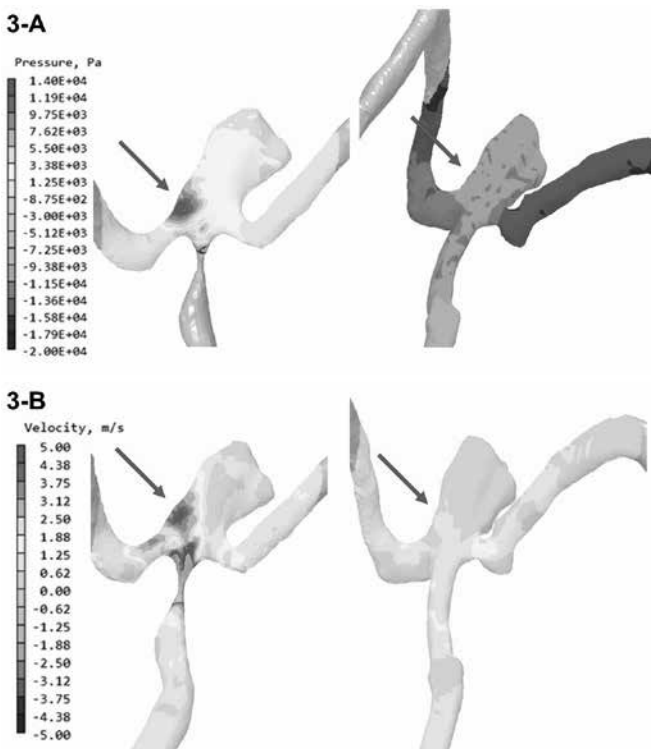 3-A
Pressure, Pa
1.40E+04
1.19E+04
9.75E+03
7.62E+03
5.50E+03
3.38E+03
1.25E+03
-8.75E+02
-3.00E+03
-5.12E+03
-7.25E+03
-9.38E+03
-1.15E+04
-1.36E+04
-1.58E+04
-1.79E+04
-2.00E+04
3-B
Velocity, m/s
5.00
4.38
3.75
3.12
2.50
1.88
1.25
0.62
0.00
-0.62
-1.25
-1.88
-2.50
-3.12
-3.75
-4.38
-5.00